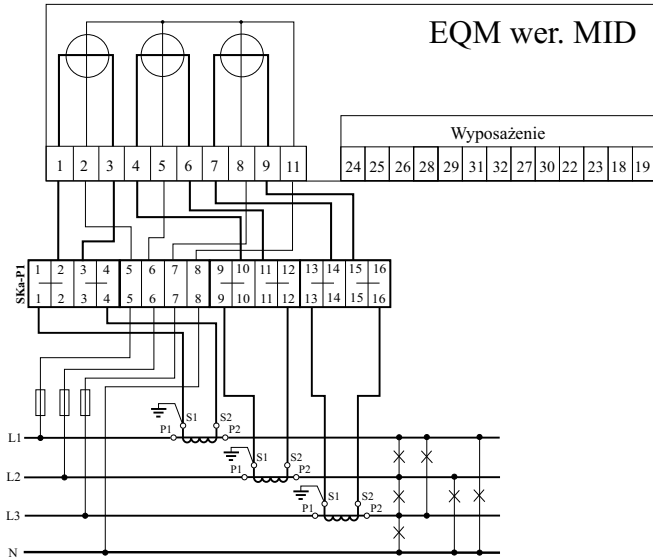 EQM wer. MID
Wyposażenie
1 2 3 4 5 6 7 8 9 11
24 25 26 28 29 31 32 27 30 22 23 18 19
SKa-P1
1 2 3 4 5 6 7 8 9 10 11 12 13 14 15 16
1 2 3 4 5 6 7 8 9 10 11 12 13 14 15 16
S1 S2
L1 P1 P2
S1 S2
L2 P1 P2
S1 S2
L3 P1 P2
N